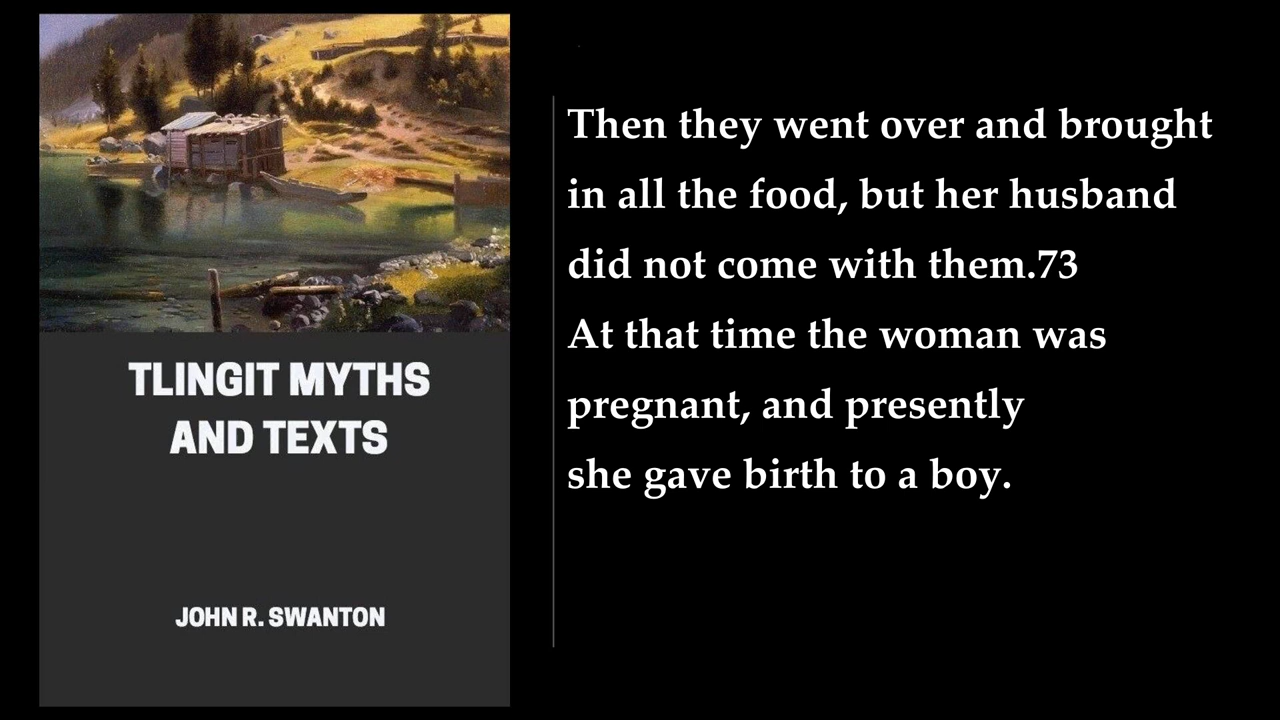 TLINGIT MYTHS
AND TEXTS
JOHN R. SWANTON
Then they went over and brought
in all the food, but her husband
did not come with them.73
At that time the woman was
pregnant, and presently
she gave birth to a boy.